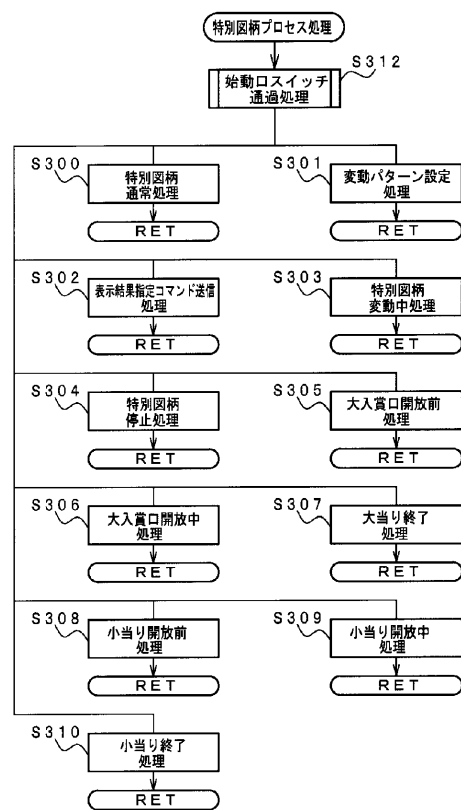 特別図柄プロセス処理
S312
始動口スイッチ
通過処理
S300
特別図柄
通常処理
RET
S301
変動パターン設定
処理
RET
S302
表示結果指定コマンド送信
処理
RET
S303
特別図柄
変動中処理
RET
S304
特別図柄
停止処理
RET
S305
大入賞口開放前
処理
RET
S306
大入賞口開放中
処理
RET
S307
大当り終了
処理
RET
S308
小当り開放前
処理
RET
S309
小当り開放中
処理
RET
S310
小当り終了
処理
RET